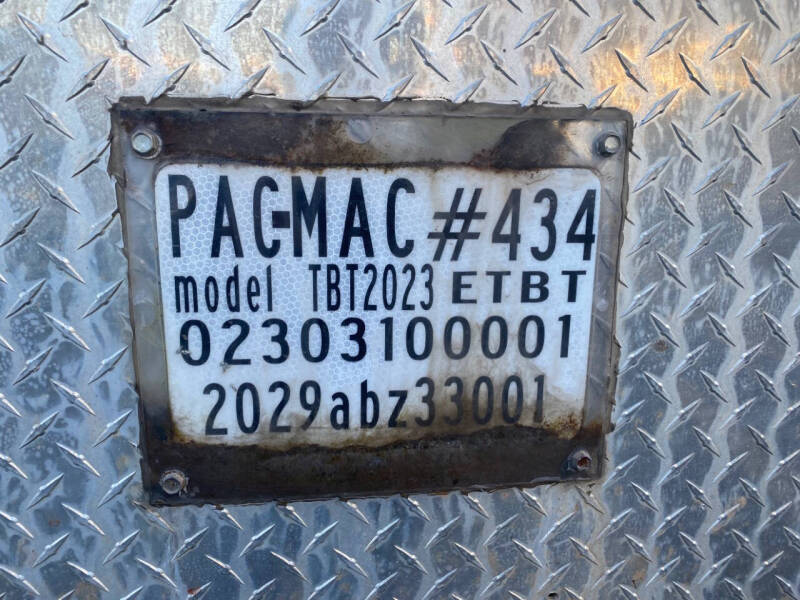 PAC-MAC #434
model TBT2023 ETBT
02303100001
2029abz33001